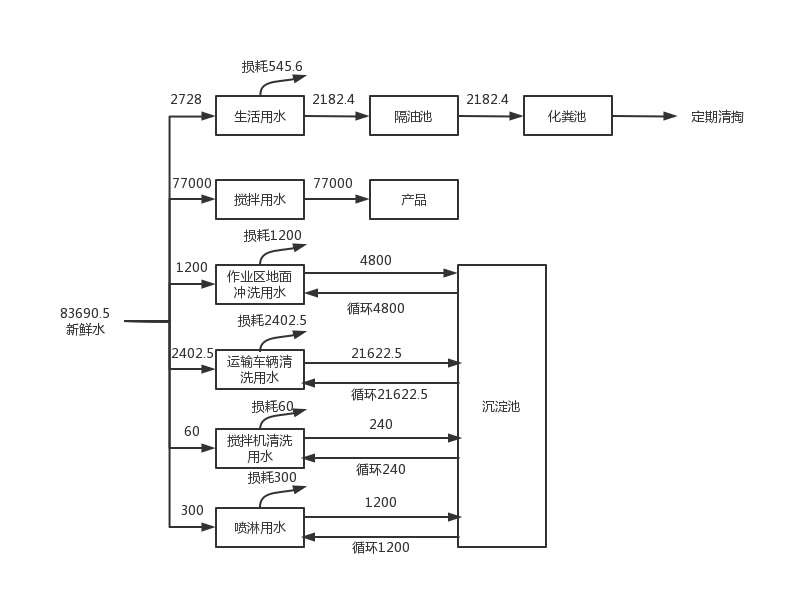 损耗545.6
2728
生活用水
2182.4
隔油池
2182.4
化粪池
定期清掏
77000
搅拌用水
77000
产品
损耗1200
1200
作业区地面
冲洗用水
4800
循环4800
83690.5
新鲜水
损耗2402.5
2402.5
运输车辆清
洗用水
21622.5
循环21622.5
沉淀池
损耗60
60
搅拌机清洗
用水
240
循环240
损耗300
300
喷淋用水
1200
循环1200